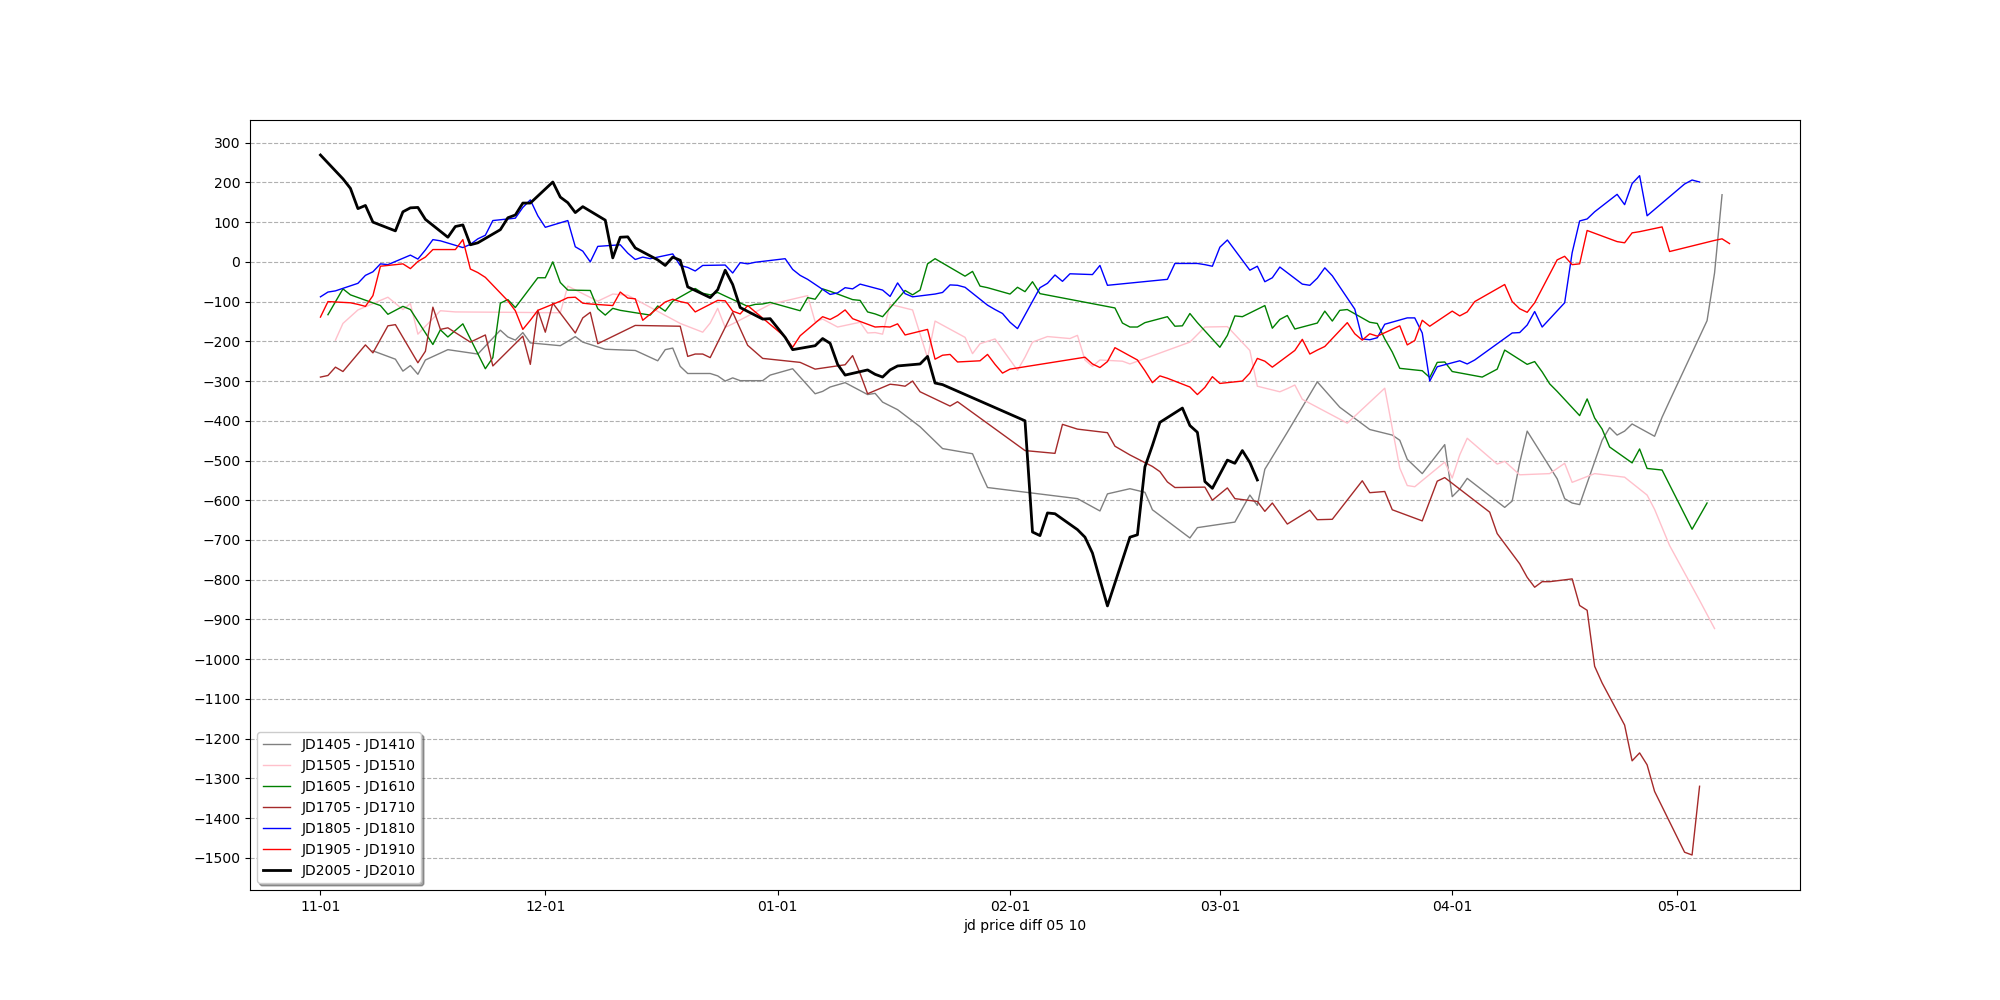 300
200
100
0
−100
−200
−300
−400
−500
−600
−700
−800
−900
−1000
−1100
−1200
−1300
−1400
−1500
JD1405 - JD1410
JD1505 - JD1510
JD1605 - JD1610
JD1705 - JD1710
JD1805 - JD1810
JD1905 - JD1910
JD2005 - JD2010
11-01 12-01 01-01 02-01 03-01 04-01 05-01
jd price diff 05 10